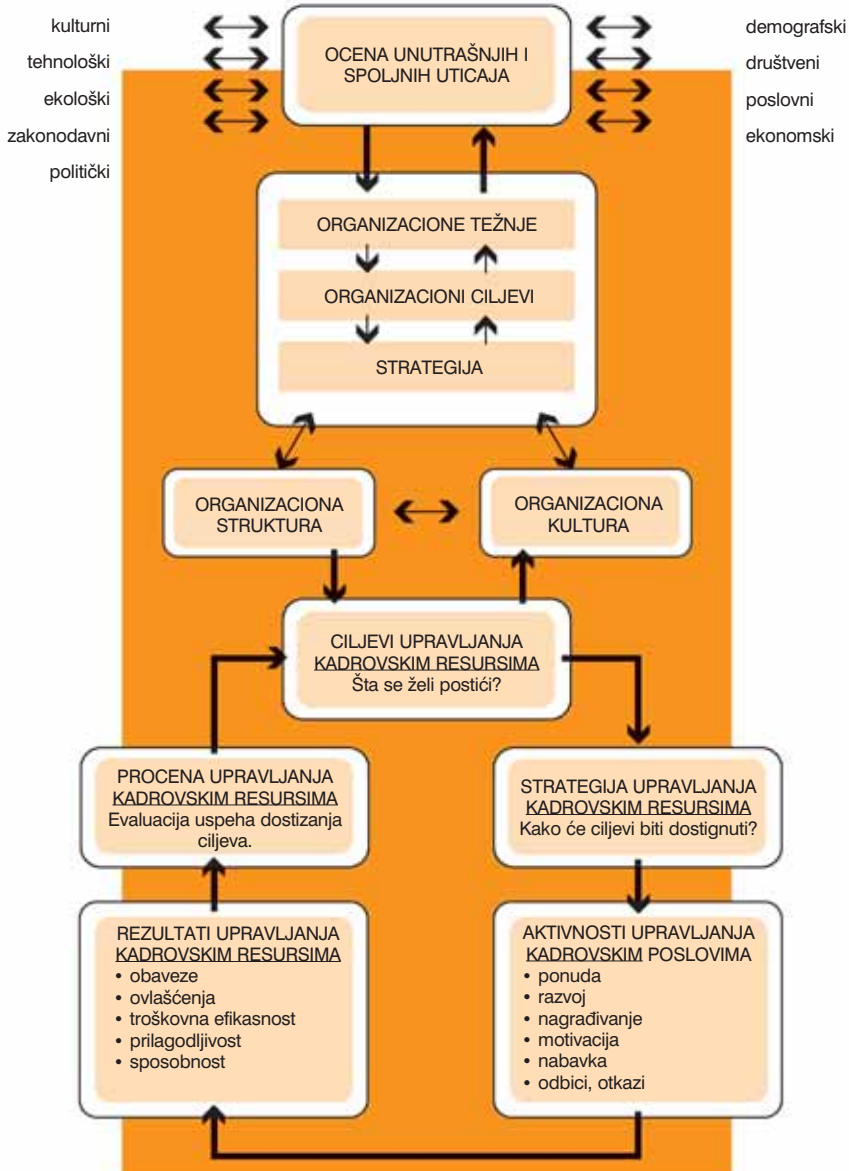 kulturni
tehnološki
ekološki
zakonodavni
politički
OCENA UNUTRAŠNJIH I
SPOLJNIH UTICAJA
demografski
društveni
poslovni
ekonomski
ORGANIZACIONE TEŽNJE
ORGANIZACIONI CILJEVI
STRATEGIJA
ORGANIZACIONA
STRUKTURA
ORGANIZACIONA
KULTURA
CILJEVI UPRAVLJANJA
KADROVSKIM RESURSIMA
Šta se želi postići?
PROCENA UPRAVLJANJA
KADROVSKIM RESURSIMA
Evaluacija uspeha dostizanja
ciljeva.
STRATEGIJA UPRAVLJANJA
KADROVSKIM RESURSIMA
Kako će ciljevi biti dostignuti?
REZULTATI UPRAVLJANJA
KADROVSKIM RESURSIMA
• obaveze
• ovlašćenja
• troškovna efikasnost
• prilagodljivost
• sposobnost
AKTIVNOSTI UPRAVLJANJA
KADROVSKIM POSLOVIMA
• ponuda
• razvoj
• nagrađivanje
• motivacija
• nabavka
• odbici, otkazi